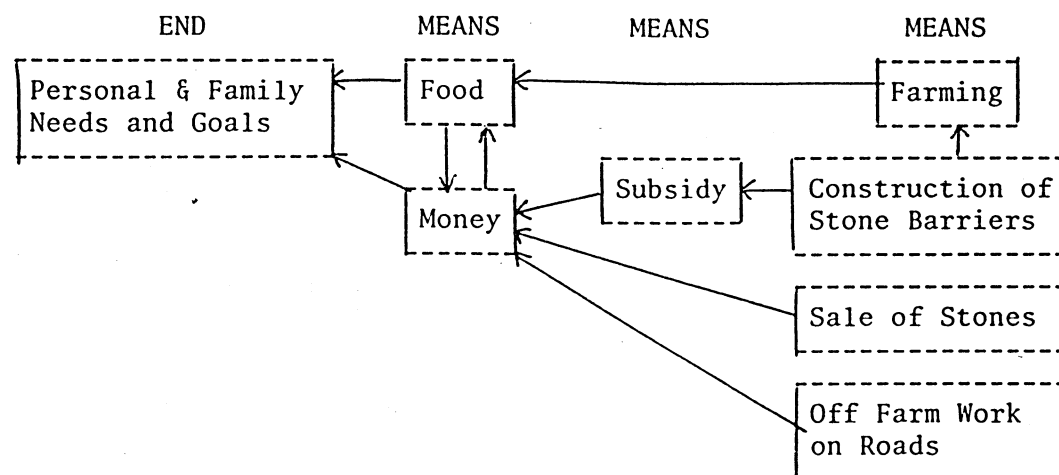 END MEANS MEANS MEANS
Personal & Family
Needs and Goals
Food
Farming
Money
Subsidy
Construction of
Stone Barriers
Sale of Stones
Off Farm Work
on Roads